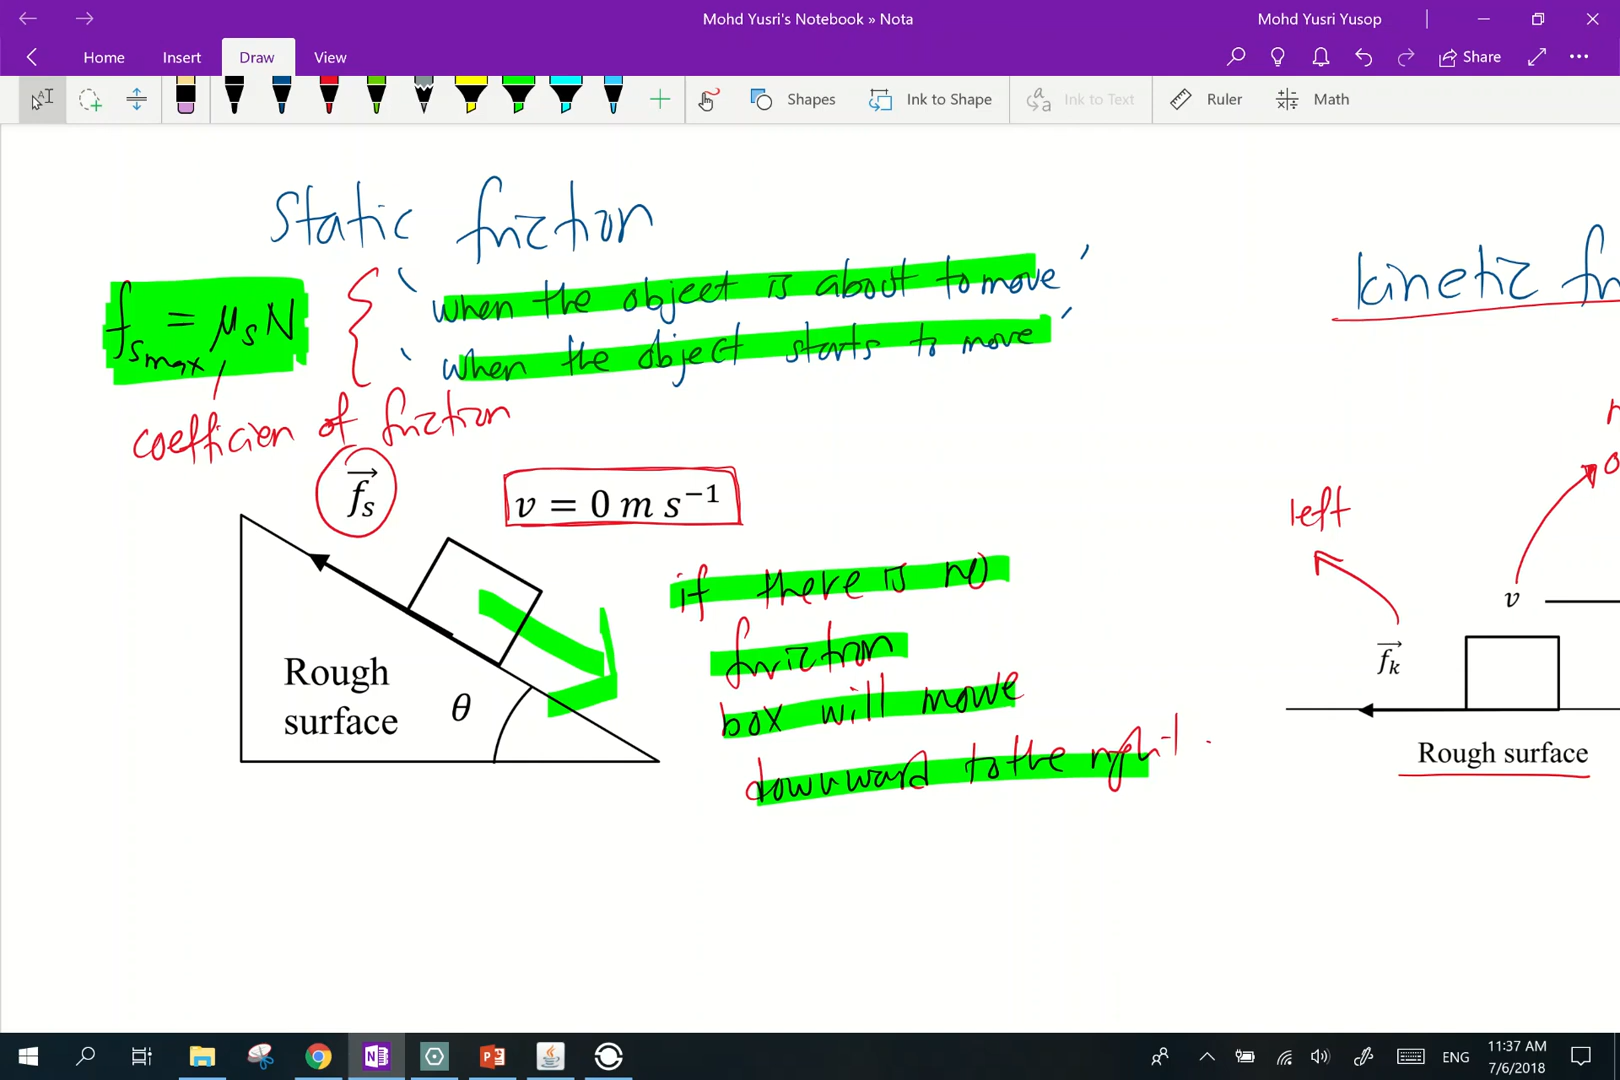 Mohd Yusri's Notebook » Nota
Mohd Yusri Yusop
Home
Insert
Draw
View
Share
Shapes
Ink to Shape
Ink to Text
Ruler
Math
Static friction
kinetic
'when the object is about to move'
'when the object starts to move'
fsmax = μsN
coefficien of friction
fs
v = 0 m s⁻¹
if there is no
friction
box will move
downward to the right.
Rough
surface
θ
left
v
fk
Rough surface
ENG
11:37 AM
7/6/2018